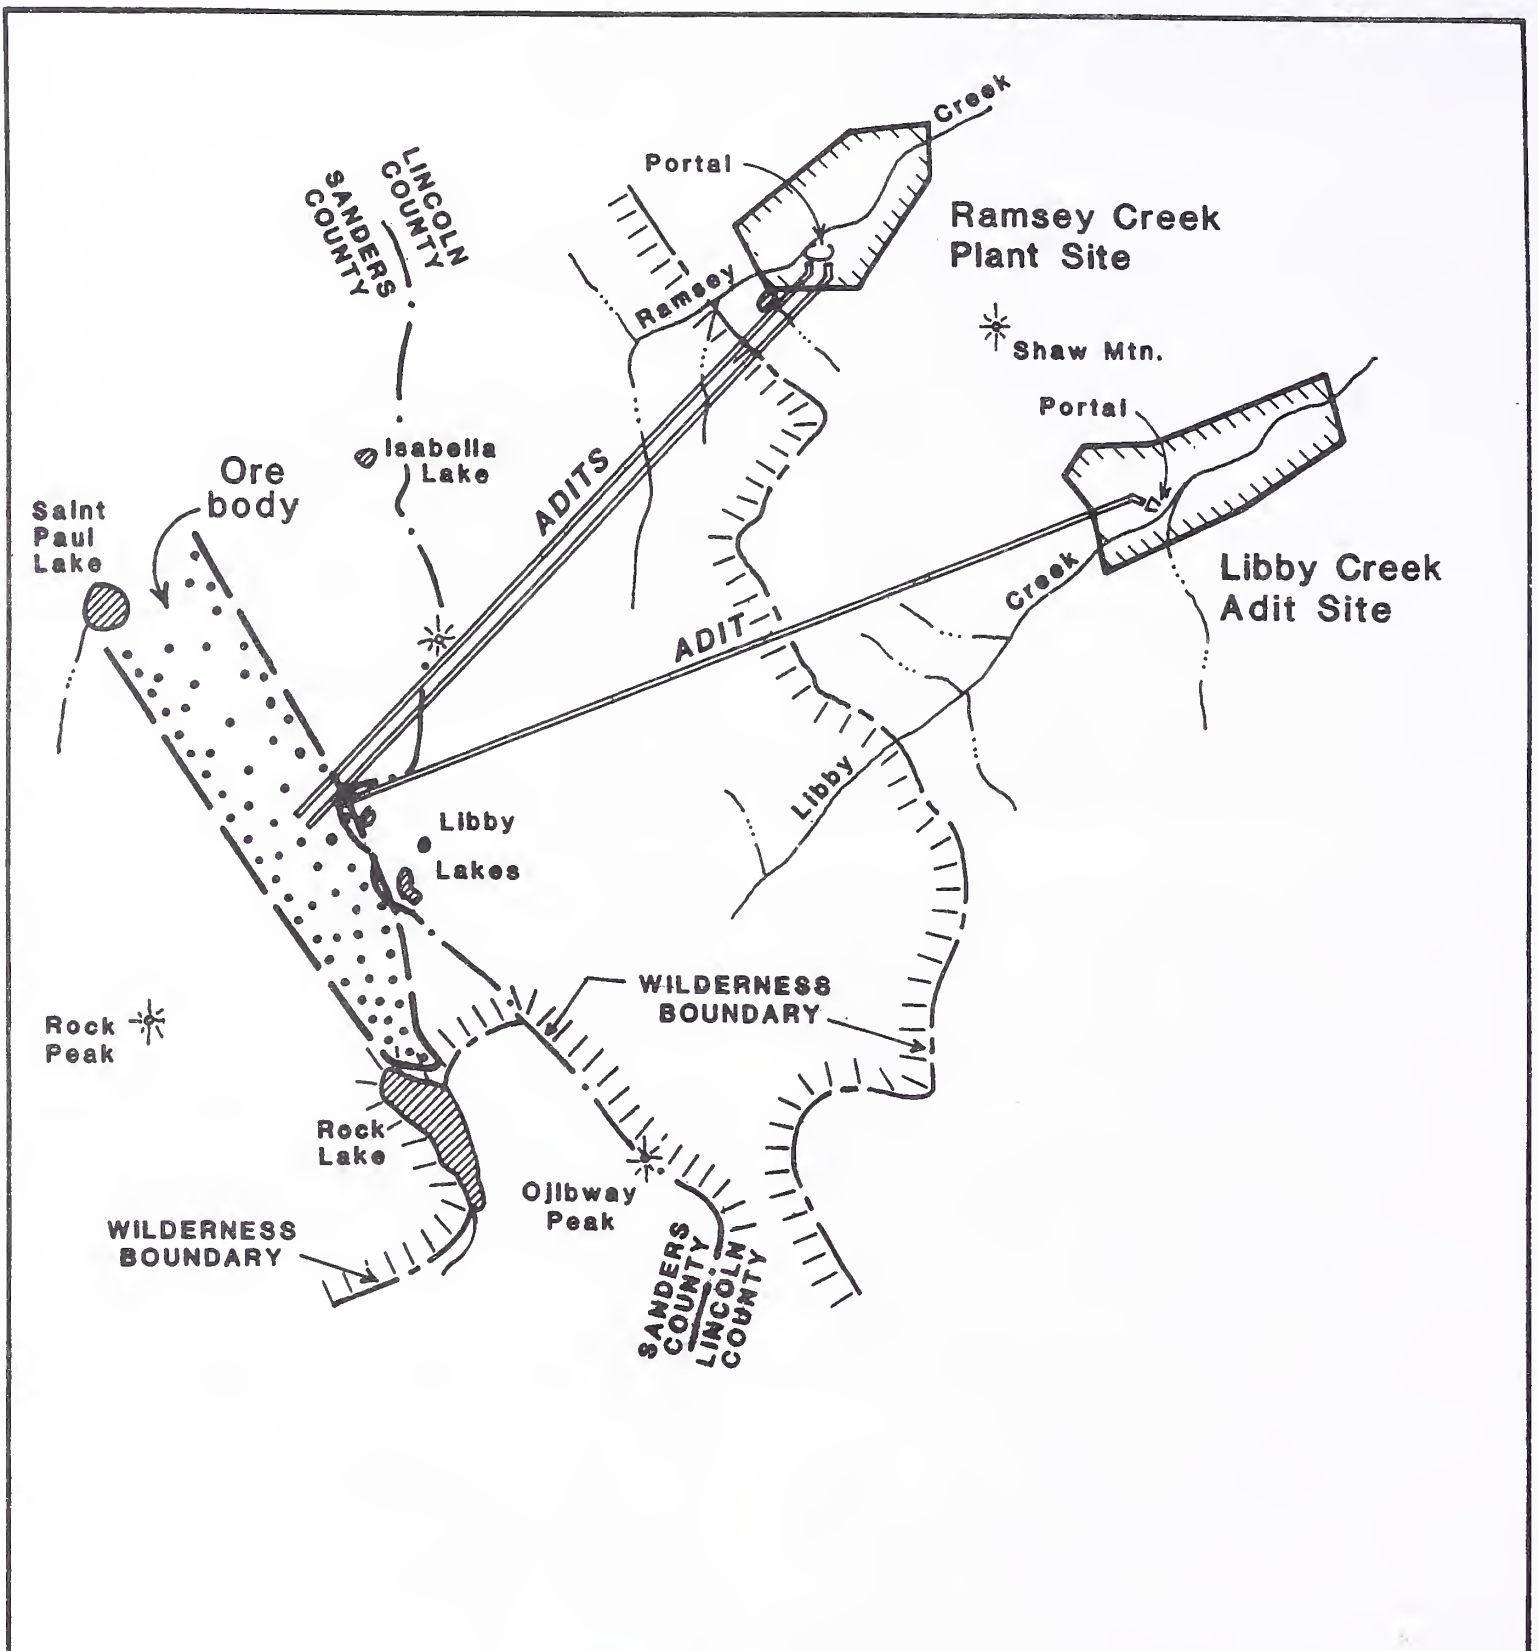 Creek
Portal
LINCOLN
COUNTY
SANDERS
COUNTY
Ramsey Creek
Plant Site
Ramsey
Shaw Mtn.
Portal
Isabella
Lake
ADITS
Ore
body
Saint
Paul
Lake
Creek
Libby Creek
Adit Site
ADIT
Libby
Libby
Lakes
WILDERNESS
BOUNDARY
Rock
Peak
Rock
Lake
Ojibway
Peak
WILDERNESS
BOUNDARY
SANDERS
COUNTY
LINCOLN
COUNTY